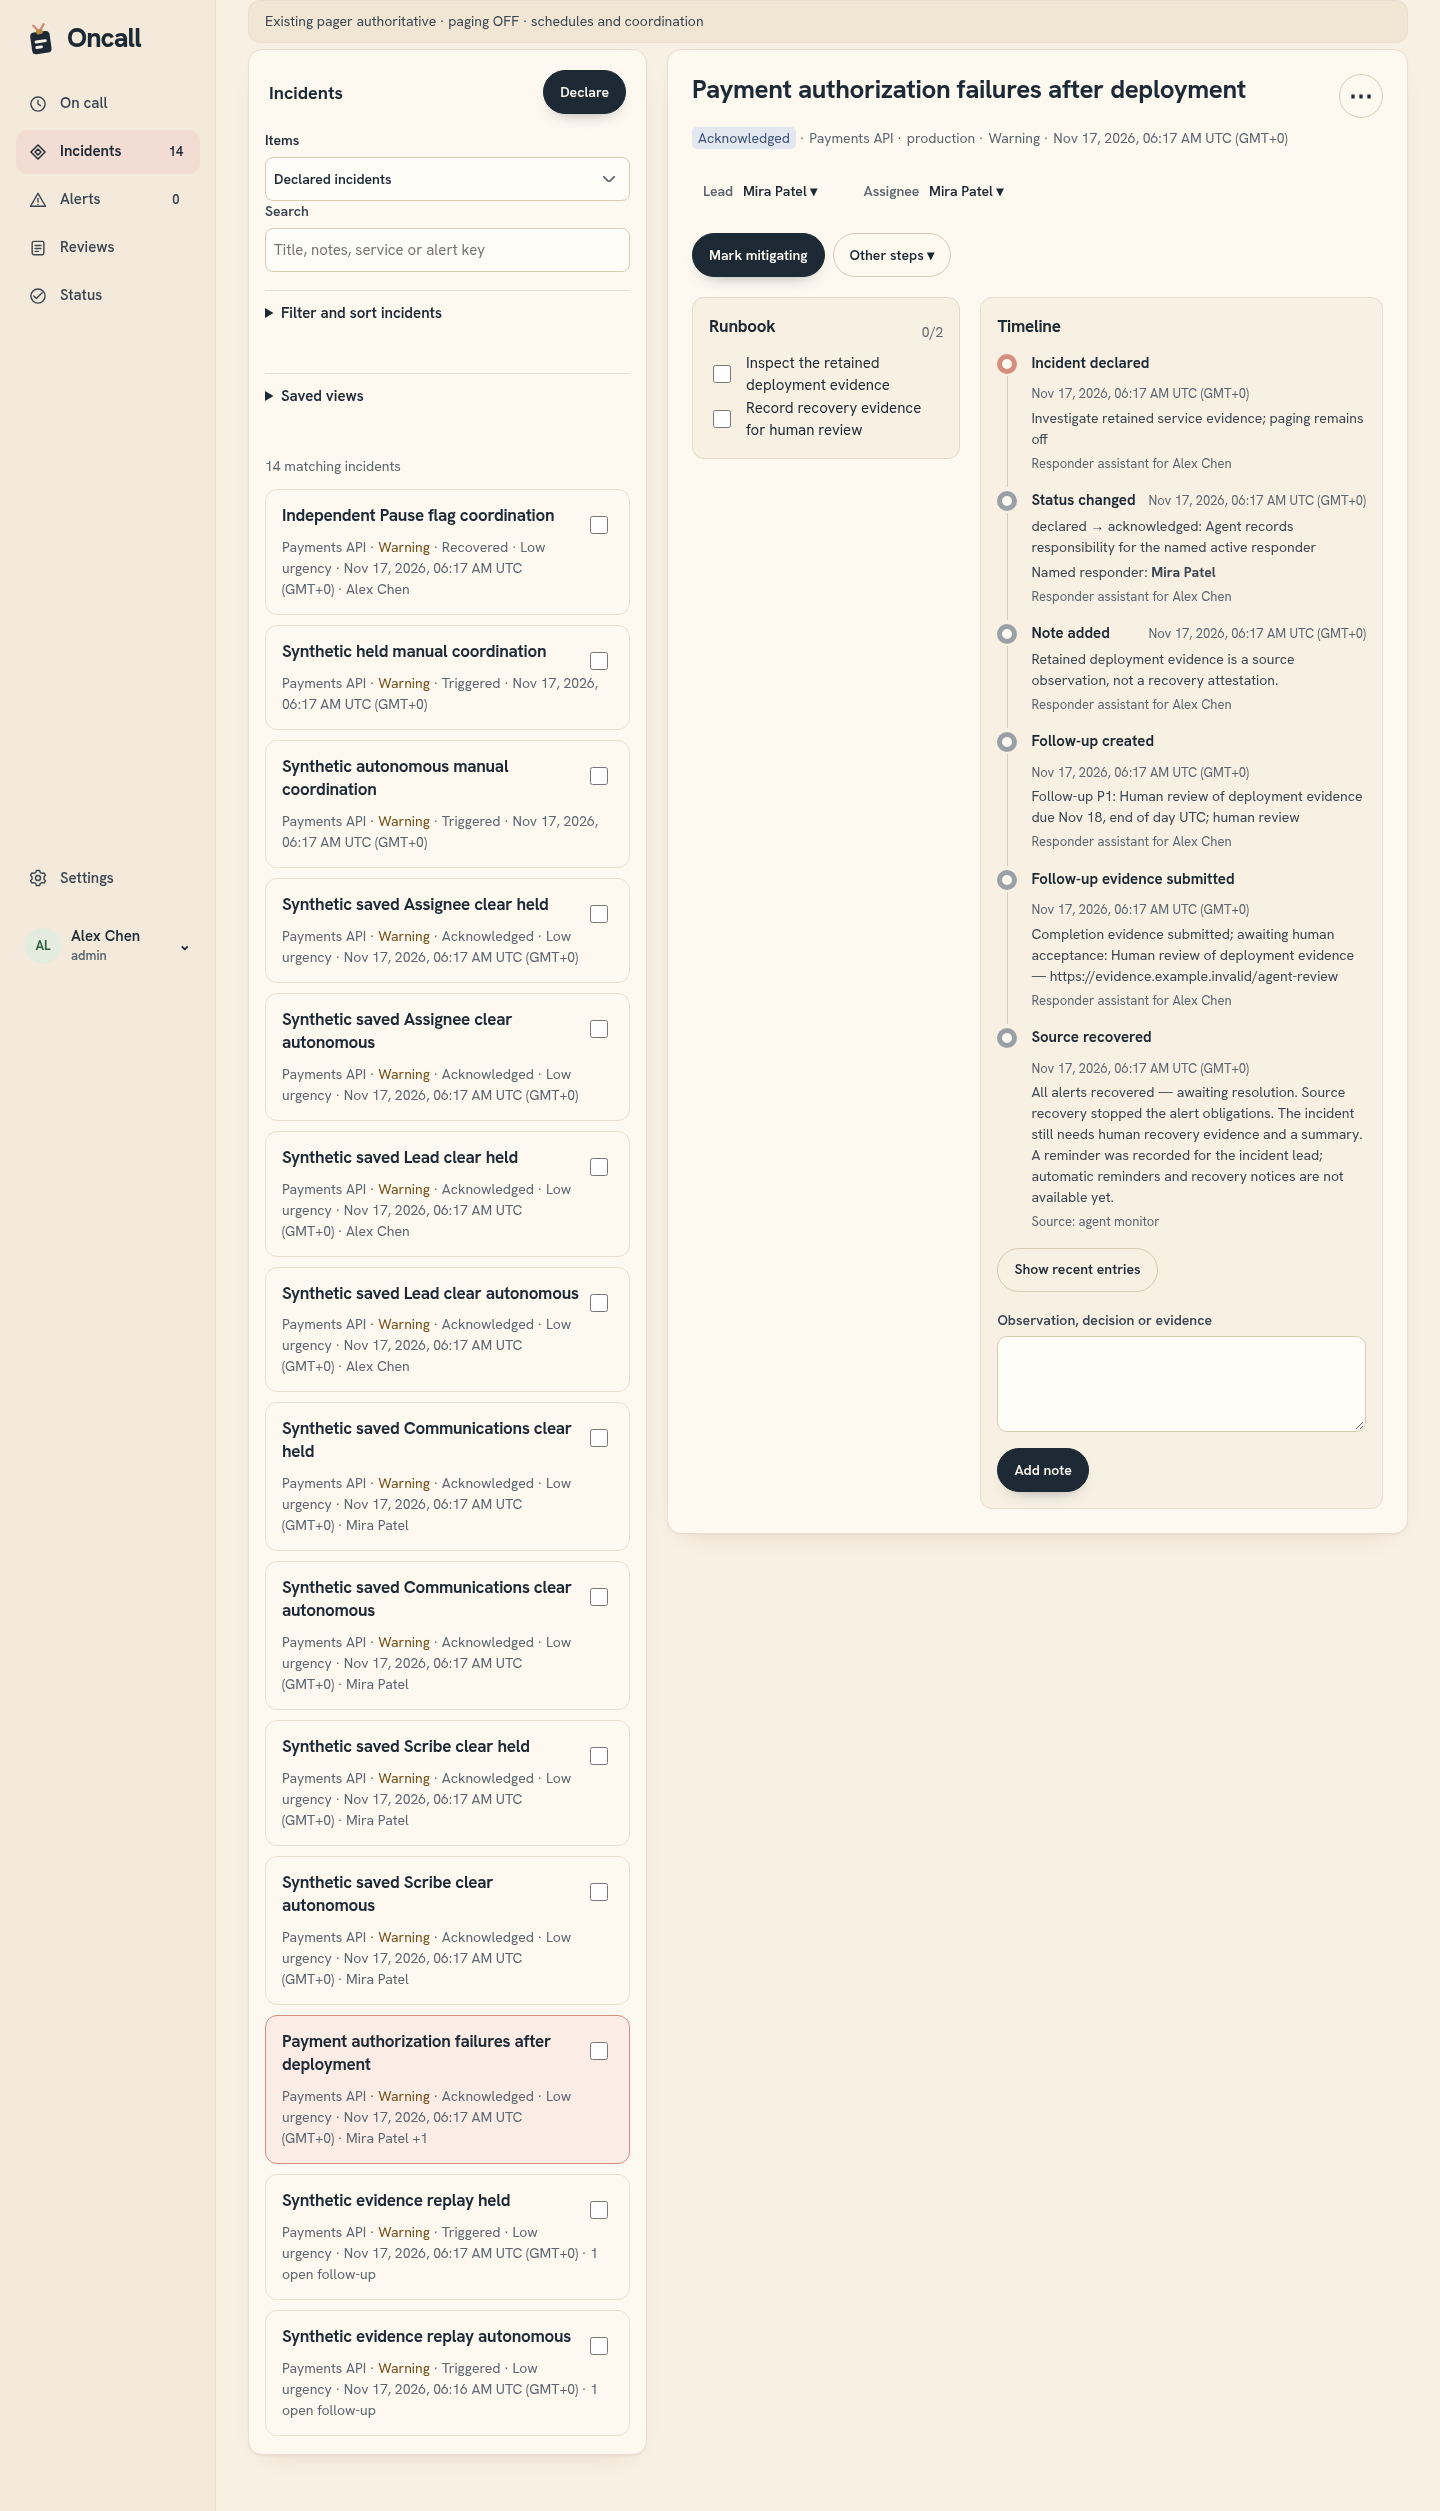 Oncall
On call
Incidents 14
Alerts 0
Reviews
Status
Settings
AL
Alex Chen
admin
Existing pager authoritative · paging OFF · schedules and coordination
Incidents
Declare
Items
Declared incidents
Search
Title, notes, service or alert key
Filter and sort incidents
Saved views
14 matching incidents
Independent Pause flag coordination
Payments API · Warning · Recovered · Low
urgency · Nov 17, 2026, 06:17 AM UTC
(GMT+0) · Alex Chen
Synthetic held manual coordination
Payments API · Warning · Triggered · Nov 17, 2026,
06:17 AM UTC (GMT+0)
Synthetic autonomous manual
coordination
Payments API · Warning · Triggered · Nov 17, 2026,
06:17 AM UTC (GMT+0)
Synthetic saved Assignee clear held
Payments API · Warning · Acknowledged · Low
urgency · Nov 17, 2026, 06:17 AM UTC (GMT+0)
Synthetic saved Assignee clear
autonomous
Payments API · Warning · Acknowledged · Low
urgency · Nov 17, 2026, 06:17 AM UTC (GMT+0)
Synthetic saved Lead clear held
Payments API · Warning · Acknowledged · Low
urgency · Nov 17, 2026, 06:17 AM UTC
(GMT+0) · Alex Chen
Synthetic saved Lead clear autonomous
Payments API · Warning · Acknowledged · Low
urgency · Nov 17, 2026, 06:17 AM UTC
(GMT+0) · Alex Chen
Synthetic saved Communications clear
held
Payments API · Warning · Acknowledged · Low
urgency · Nov 17, 2026, 06:17 AM UTC
(GMT+0) · Mira Patel
Synthetic saved Communications clear
autonomous
Payments API · Warning · Acknowledged · Low
urgency · Nov 17, 2026, 06:17 AM UTC
(GMT+0) · Mira Patel
Synthetic saved Scribe clear held
Payments API · Warning · Acknowledged · Low
urgency · Nov 17, 2026, 06:17 AM UTC
(GMT+0) · Mira Patel
Synthetic saved Scribe clear
autonomous
Payments API · Warning · Acknowledged · Low
urgency · Nov 17, 2026, 06:17 AM UTC
(GMT+0) · Mira Patel
Payment authorization failures after
deployment
Payments API · Warning · Acknowledged · Low
urgency · Nov 17, 2026, 06:17 AM UTC
(GMT+0) · Mira Patel +1
Synthetic evidence replay held
Payments API · Warning · Triggered · Low
urgency · Nov 17, 2026, 06:17 AM UTC (GMT+0) · 1
open follow-up
Synthetic evidence replay autonomous
Payments API · Warning · Triggered · Low
urgency · Nov 17, 2026, 06:16 AM UTC (GMT+0) · 1
open follow-up
Payment authorization failures after deployment
Acknowledged · Payments API · production · Warning · Nov 17, 2026, 06:17 AM UTC (GMT+0)
Lead Mira Patel ▾ Assignee Mira Patel ▾
Mark mitigating Other steps ▾
Runbook 0/2
Inspect the retained
deployment evidence
Record recovery evidence
for human review
Timeline
Incident declared
Nov 17, 2026, 06:17 AM UTC (GMT+0)
Investigate retained service evidence; paging remains
off
Responder assistant for Alex Chen
Status changed Nov 17, 2026, 06:17 AM UTC (GMT+0)
declared → acknowledged: Agent records
responsibility for the named active responder
Named responder: Mira Patel
Responder assistant for Alex Chen
Note added Nov 17, 2026, 06:17 AM UTC (GMT+0)
Retained deployment evidence is a source
observation, not a recovery attestation.
Responder assistant for Alex Chen
Follow-up created
Nov 17, 2026, 06:17 AM UTC (GMT+0)
Follow-up P1: Human review of deployment evidence
due Nov 18, end of day UTC; human review
Responder assistant for Alex Chen
Follow-up evidence submitted
Nov 17, 2026, 06:17 AM UTC (GMT+0)
Completion evidence submitted; awaiting human
acceptance: Human review of deployment evidence
— https://evidence.example.invalid/agent-review
Responder assistant for Alex Chen
Source recovered
Nov 17, 2026, 06:17 AM UTC (GMT+0)
All alerts recovered — awaiting resolution. Source
recovery stopped the alert obligations. The incident
still needs human recovery evidence and a summary.
A reminder was recorded for the incident lead;
automatic reminders and recovery notices are not
available yet.
Source: agent monitor
Show recent entries
Observation, decision or evidence
Add note